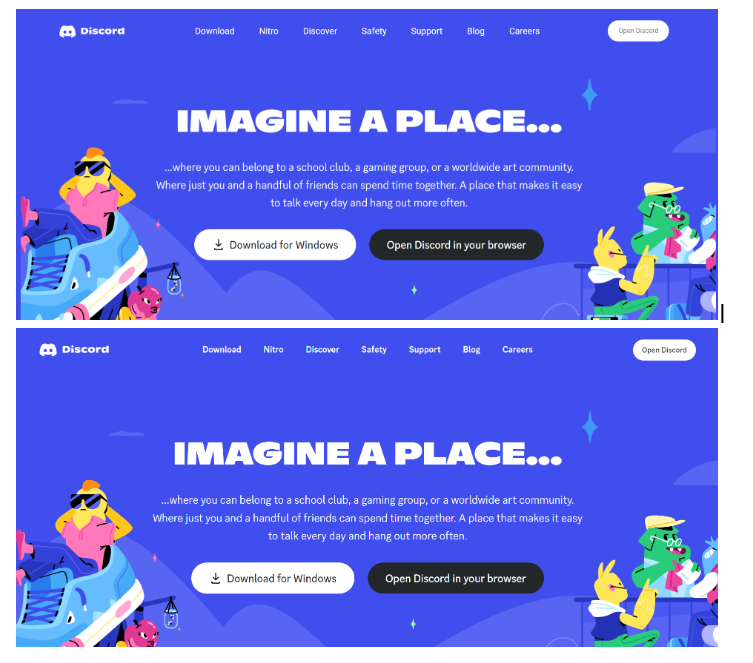 Discord Download Nitro Discover Safety Support Blog Careers Open Discord
IMAGINE A PLACE...
...where you can belong to a school club, a gaming group, or a worldwide art community.
Where just you and a handful of friends can spend time together. A place that makes it easy
to talk every day and hang out more often.
Download for Windows Open Discord in your browser
Discord Download Nitro Discover Safety Support Blog Careers Open Discord
IMAGINE A PLACE...
...where you can belong to a school club, a gaming group, or a worldwide art community.
Where just you and a handful of friends can spend time together. A place that makes it easy
to talk every day and hang out more often.
Download for Windows Open Discord in your browser